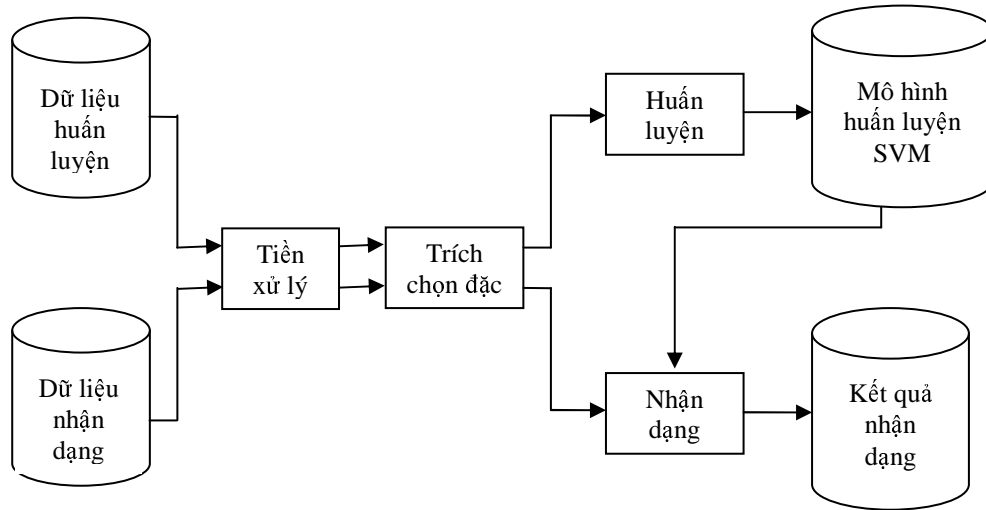 Dữ liệu
huấn
luyện
Huấn
luyện
Mô hình
huấn luyện
SVM
Tiền
xử lý
Trích
chọn đặc
Dữ liệu
nhận
dạng
Nhận
dạng
Kết quả
nhận
dạng